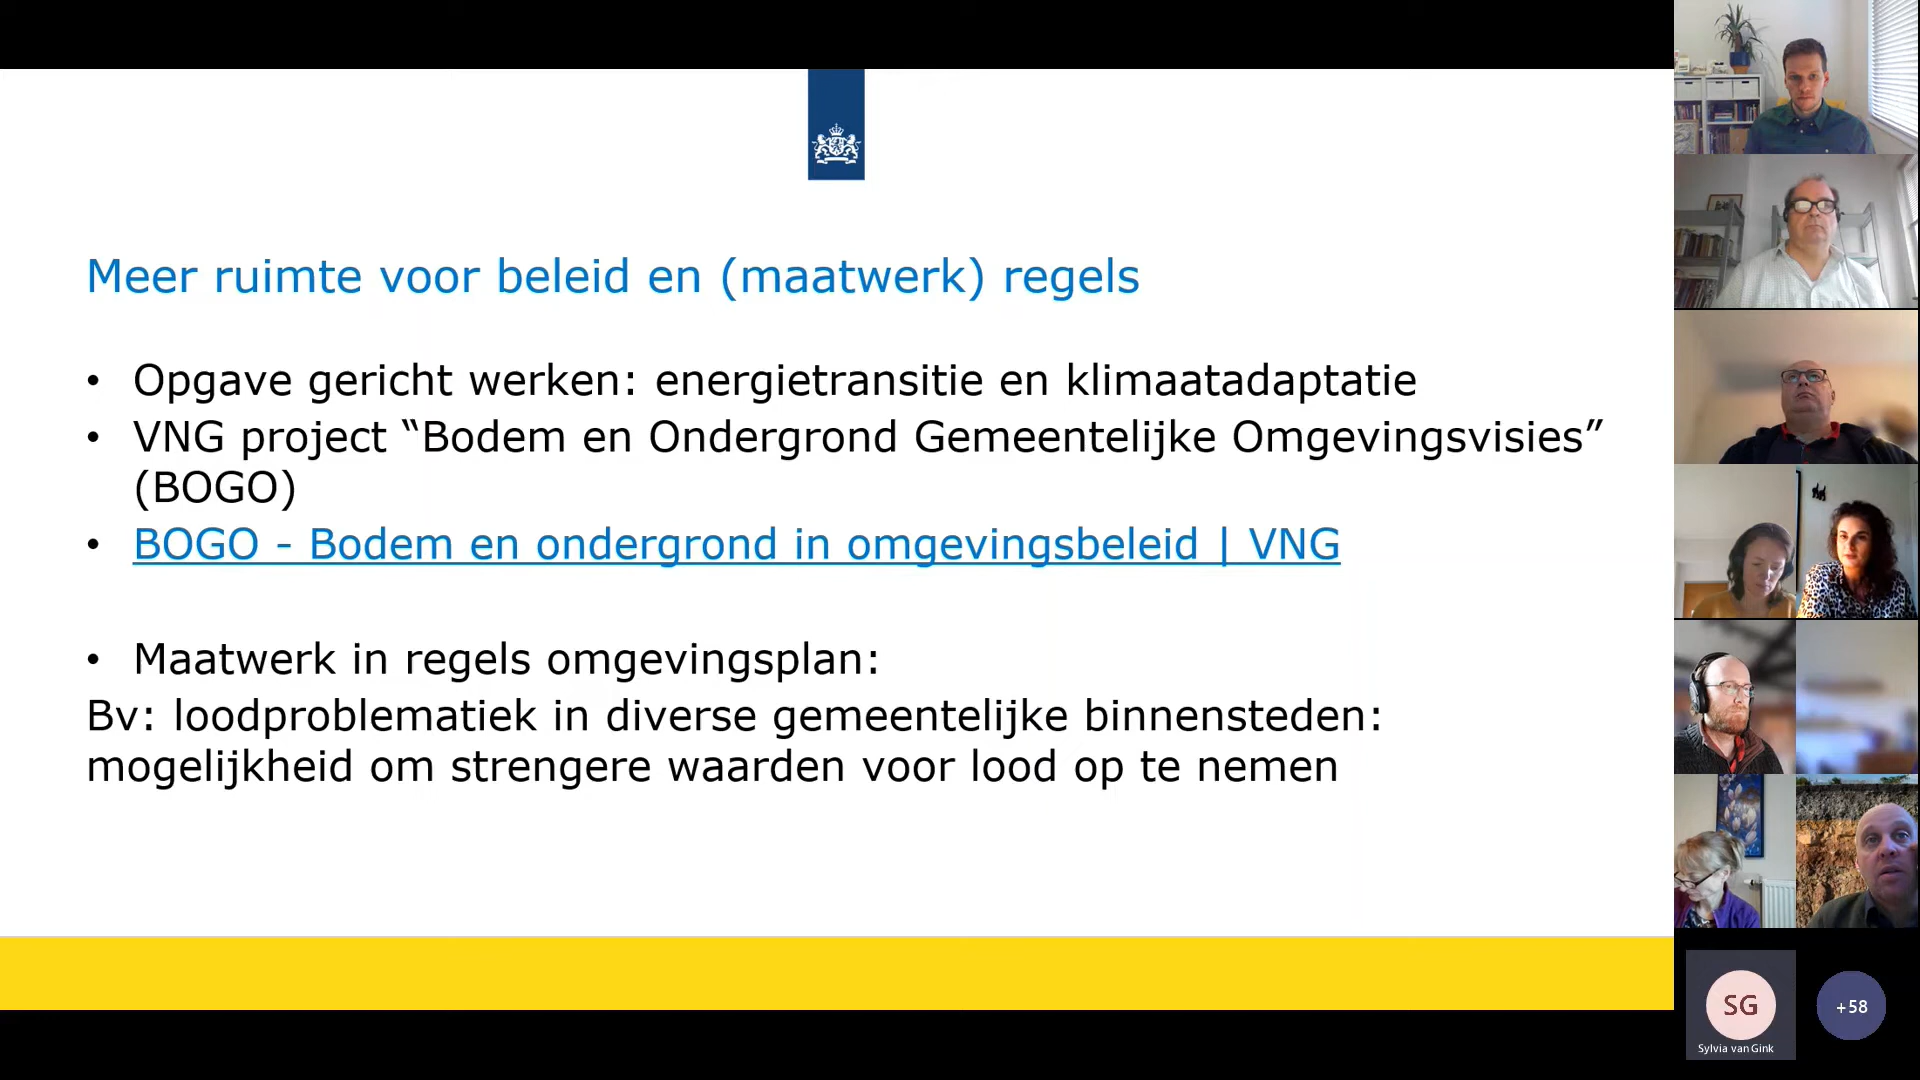 Meer ruimte voor beleid en (maatwerk) regels
• Opgave gericht werken: energietransitie en klimaatadaptatie
• VNG project “Bodem en Ondergrond Gemeentelijke Omgevingsvisies”
(BOGO)
• BOGO - Bodem en ondergrond in omgevingsbeleid | VNG
• Maatwerk in regels omgevingsplan:
Bv: loodproblematiek in diverse gemeentelijke binnensteden:
mogelijkheid om strengere waarden voor lood op te nemen
SG
Sylvia van Gink
+58